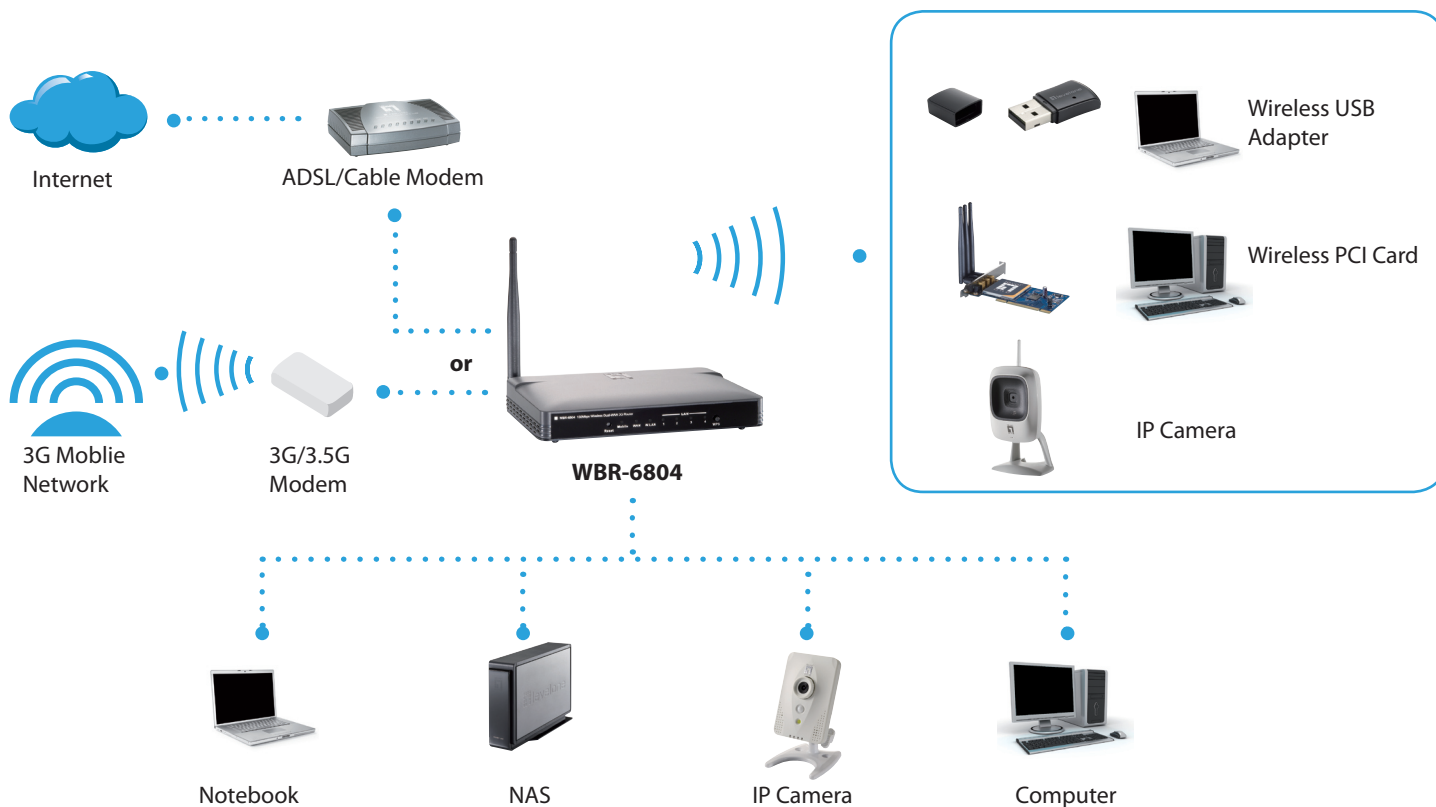 Internet
ADSL/Cable Modem
Wireless USB
Adapter
Wireless PCI Card
or
3G Moblie
Network
3G/3.5G
Modem
WBR-6804
IP Camera
Notebook
NAS
IP Camera
Computer